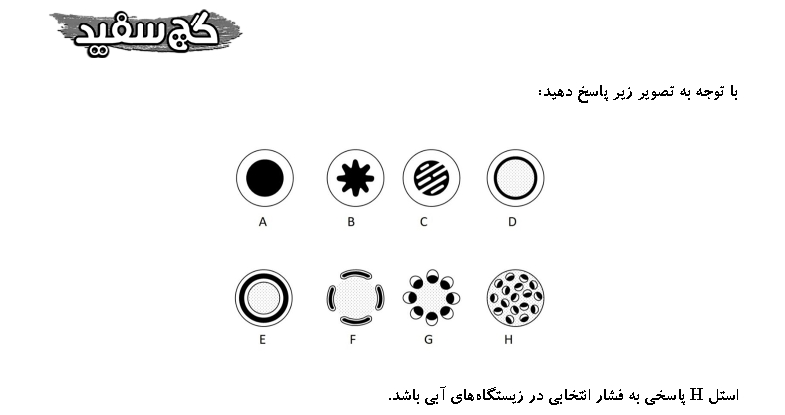 گچ سفید
با توجه به تصویر زیر پاسخ دهید:
A B C D
E F G H
استل H پاسخی به فشار انتخابی در زیستگاه‌های آبی باشد.